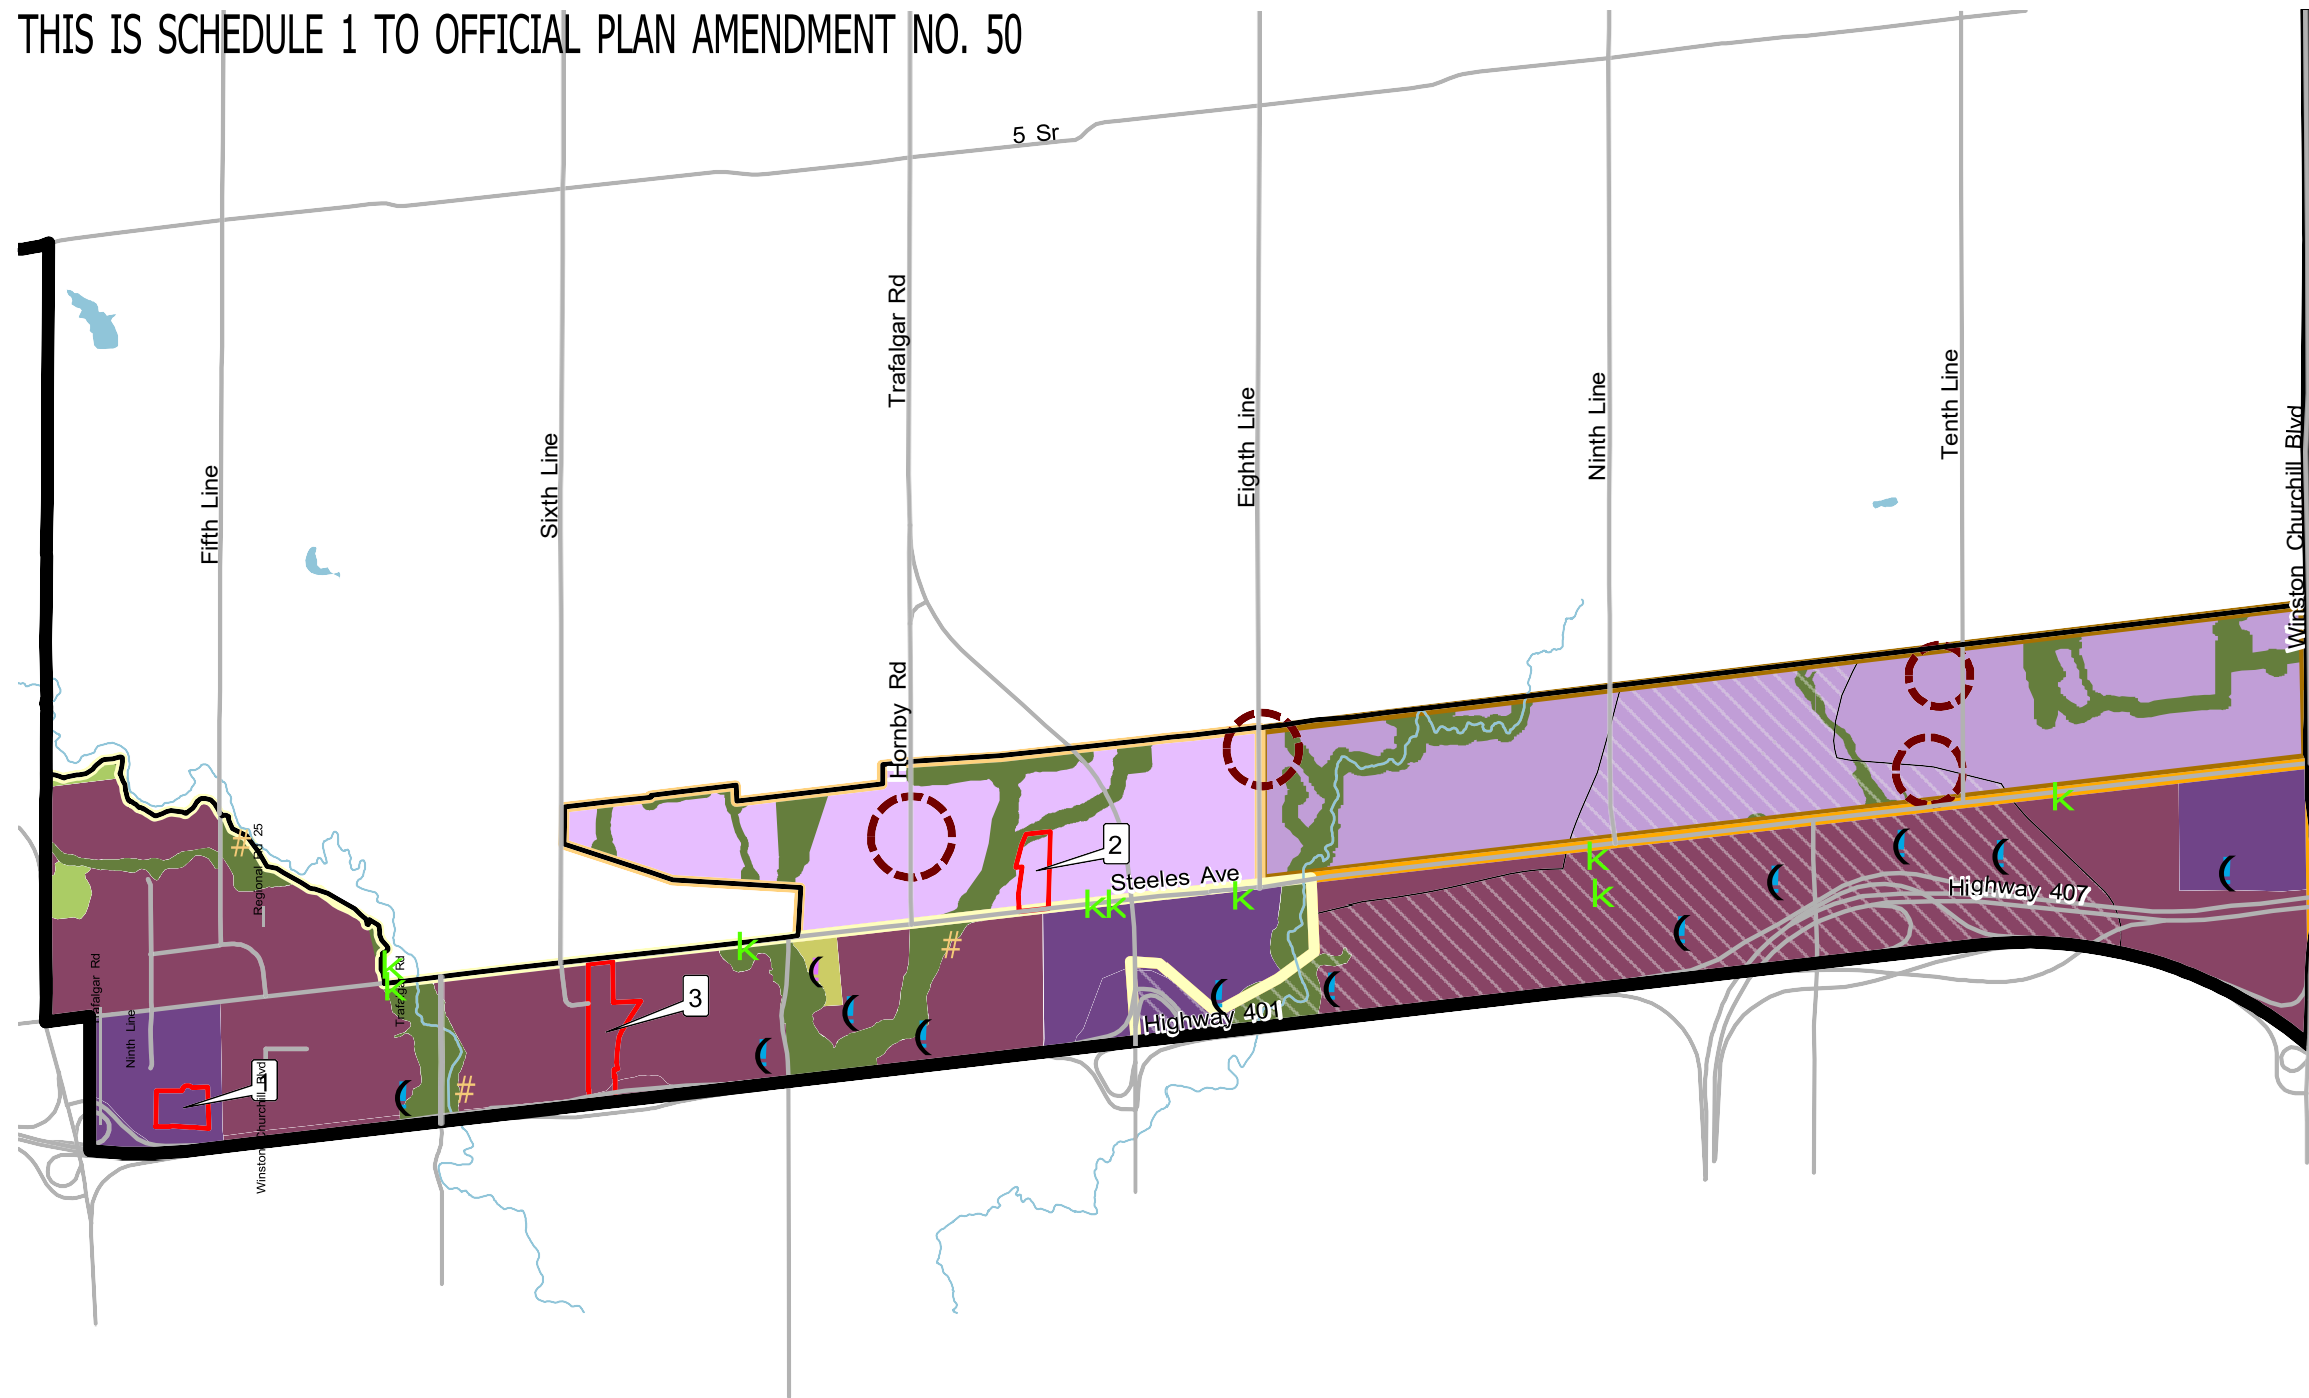 THIS IS SCHEDULE 1 TO OFFICIAL PLAN AMENDMENT NO. 50
5 Sr
Trafalgar Rd
Tenth Line
Ninth Line
Eighth Line
Winston Churchill Blvd
Sixth Line
Fifth Line
Hornby Rd
k
#
Regional Rd 25
2
k
Steeles Ave
Highway 407
k
k k k
k
k
#
k
k
Trafalgar Rd
Trafalgar Rd
3
Highway 401
Ninth Line
1
#
Winston Churchill Blvd